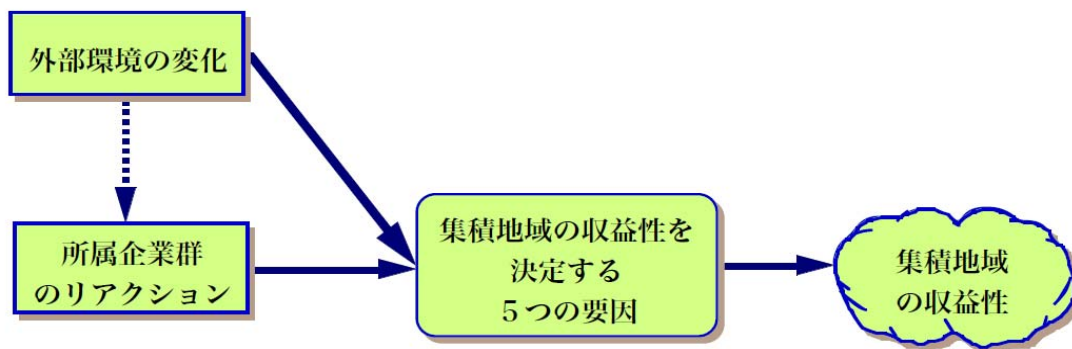 外部環境の変化
所属企業群
のリアクション
集積地域の収益性を
決定する
５つの要因
集積地域
の収益性